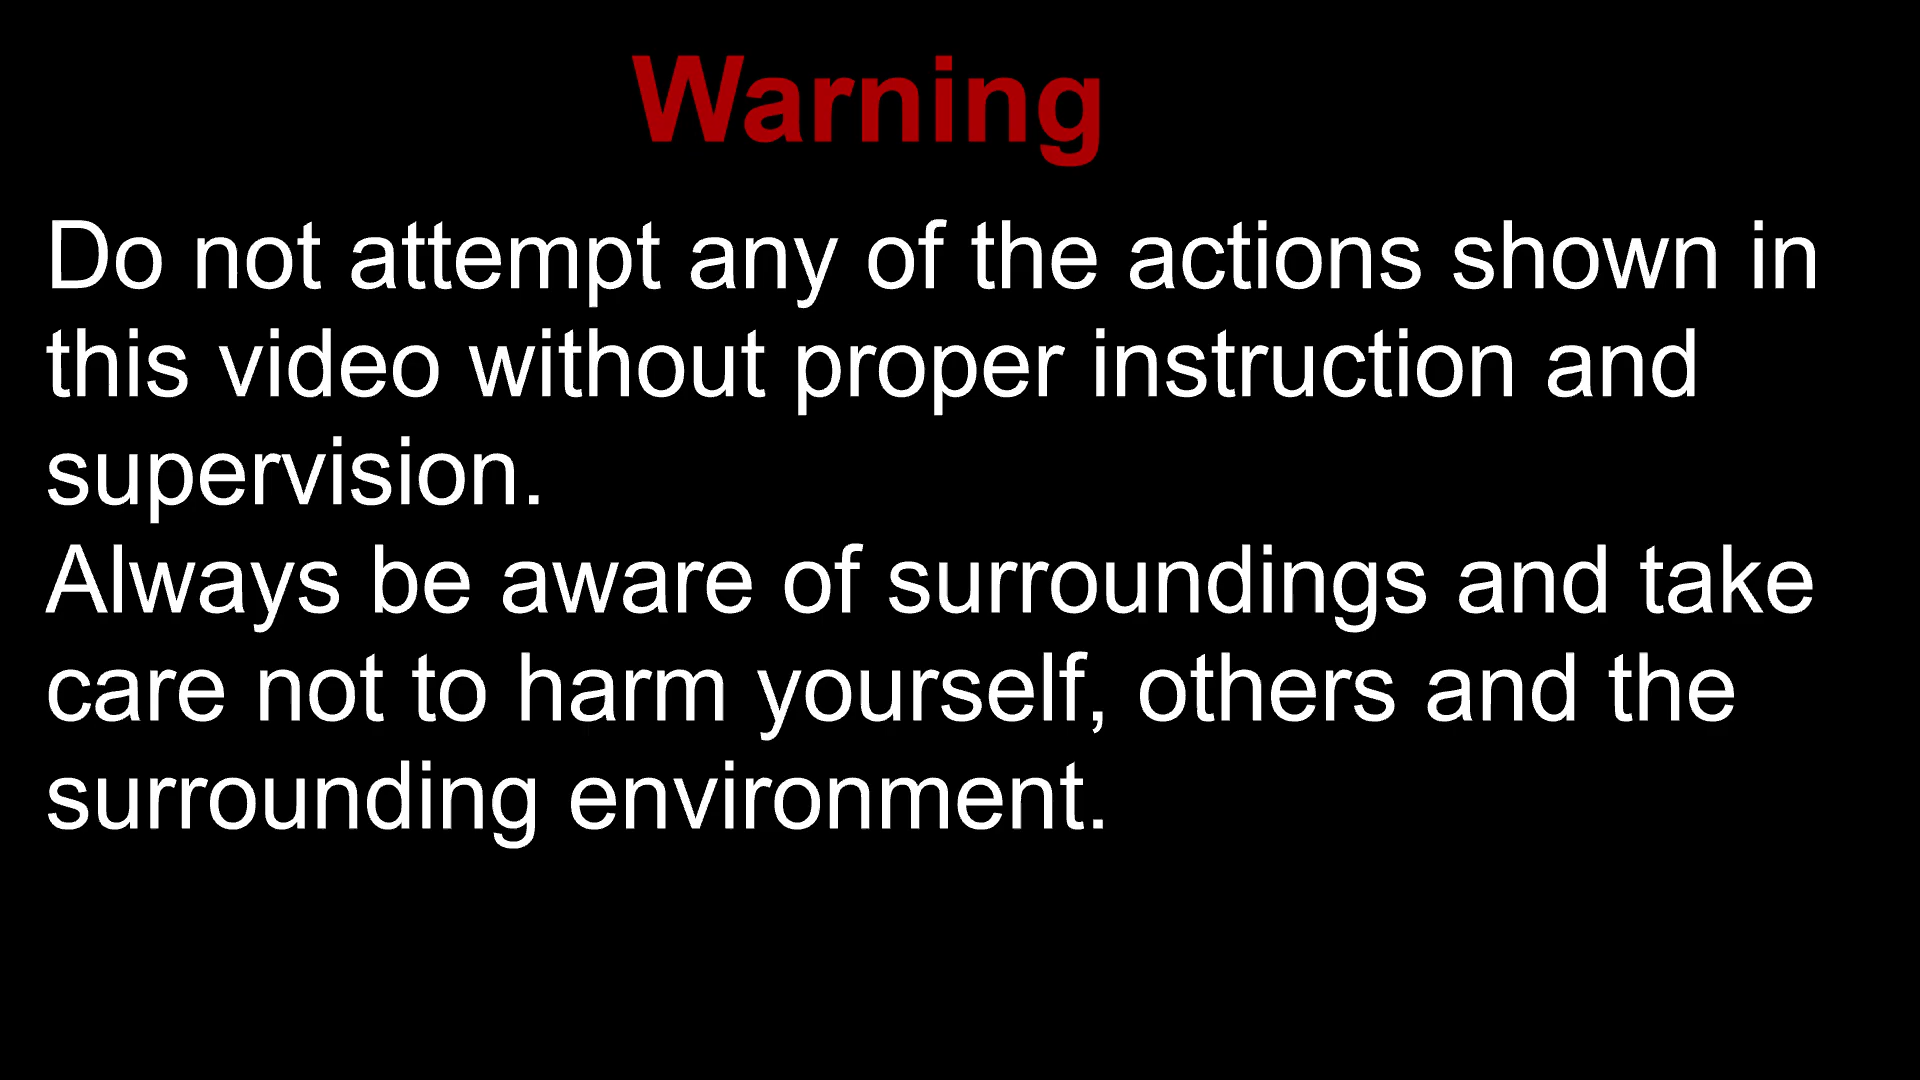 Warning
Do not attempt any of the actions shown in
this video without proper instruction and
supervision.
Always be aware of surroundings and take
care not to harm yourself, others and the
surrounding environment.